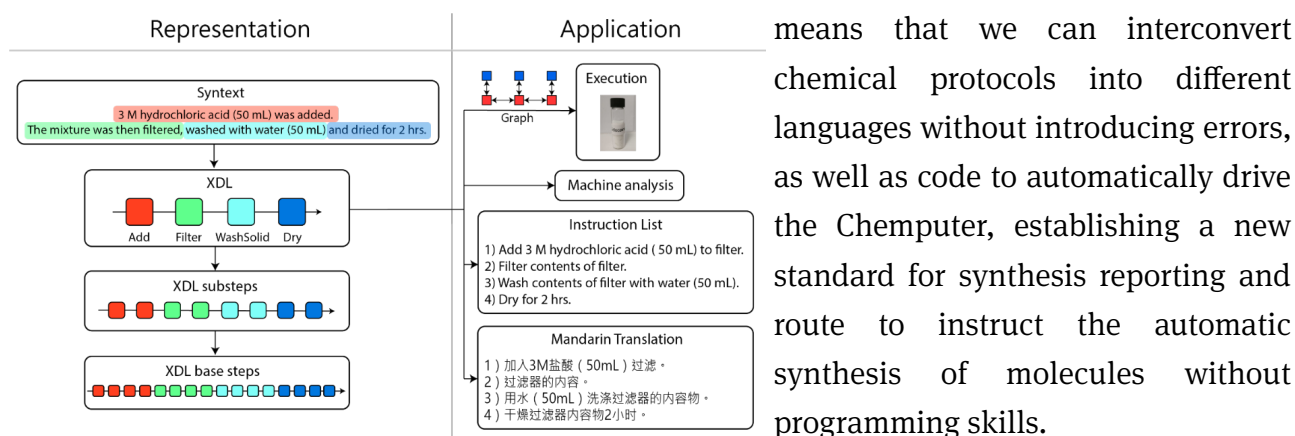 Representation
Application
Syntext
3 M hydrochloric acid (50 mL) was added.
The mixture was then filtered, washed with water (50 mL) and dried for 2 hrs.
XDL
Add Filter WashSolid Dry
XDL substeps
XDL base steps
Graph
Execution
Machine analysis
Instruction List
1) Add 3 M hydrochloric acid ( 50 mL) to filter.
2) Filter contents of filter.
3) Wash contents of filter with water (50 mL).
4) Dry for 2 hrs.
Mandarin Translation
1）加入3M盐酸（50mL）过滤。
2）过滤器的内容。
3）用水（50mL）洗涤过滤器的内容物。
4）干燥过滤器内容物2小时。
means that we can interconvert
chemical protocols into different
languages without introducing errors,
as well as code to automatically drive
the Chemputer, establishing a new
standard for synthesis reporting and
route to instruct the automatic
synthesis of molecules without
programming skills.